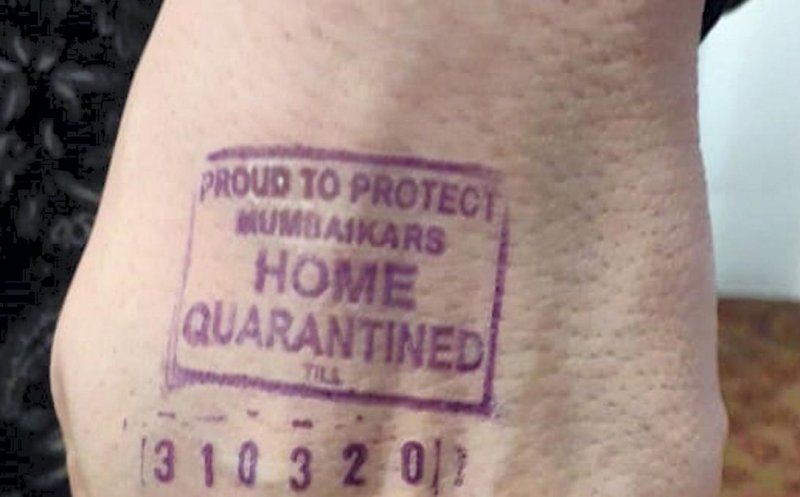 PROUD TO PROTECT
MUMBAIKARS
HOME
QUARANTINED
TILL
310320